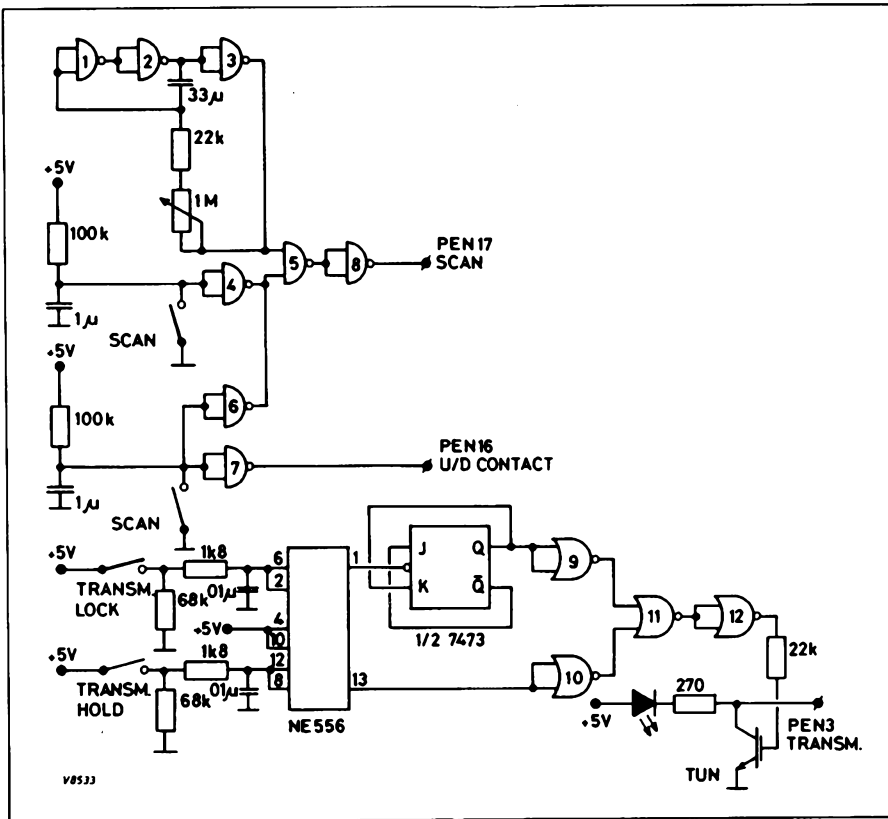 1
2
3
33µ
22k
+5V
1M
100k
PEN17
SCAN
5
8
4
1µ
SCAN
+5V
6
100k
PEN16
U/D CONTACT
7
1µ
SCAN
+5V
1k8
6
1
J
Q
9
2
K
Q̅
TRANSM.
LOCK
01µ
68k
4
+5V
10
11
12
1/2 7473
+5V
1k8
12
22k
8
13
10
TRANSM.
HOLD
01µ
68k
NE556
270
+5V
PEN3
TRANSM.
TUN
V8533